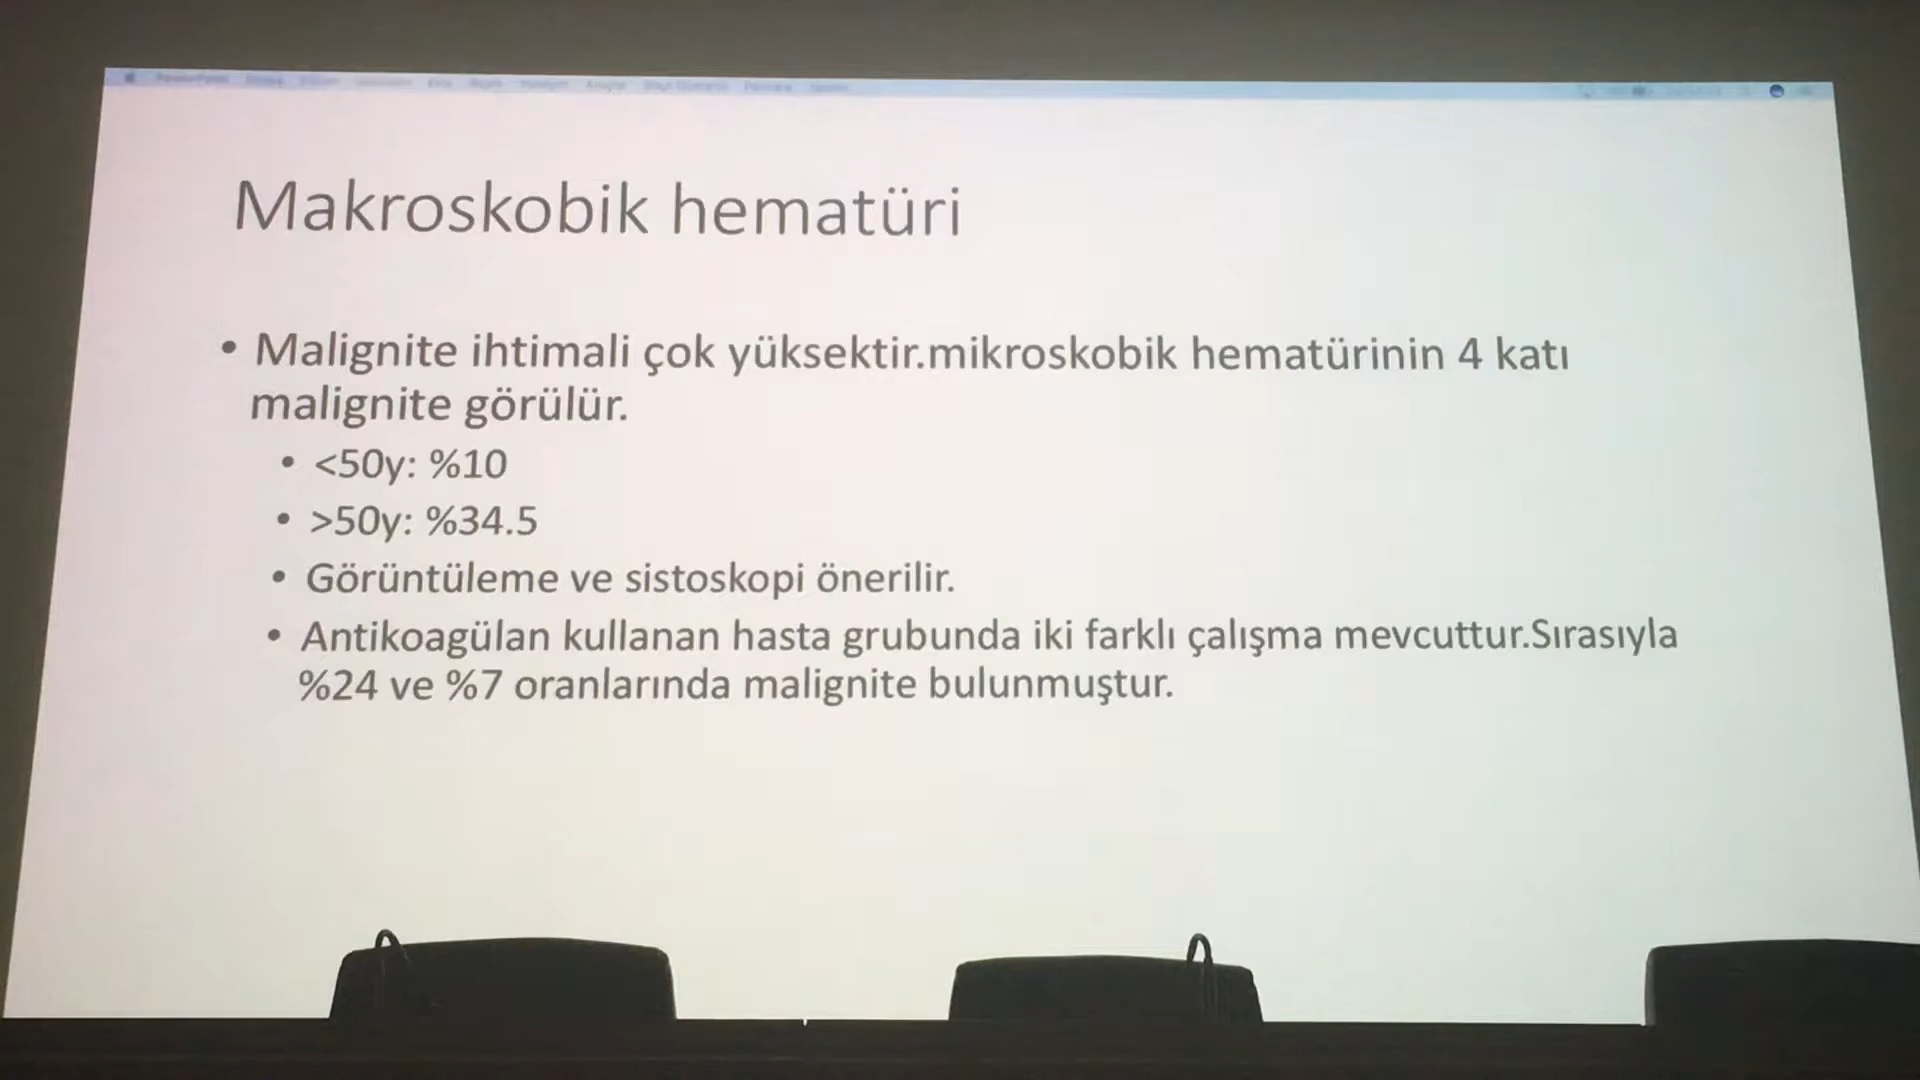 Makroskobik hematüri
• Malignite ihtimali çok yüksektir.mikroskobik hematürinin 4 katı
malignite görülür.
• <50y: %10
• >50y: %34.5
• Görüntüleme ve sistoskopi önerilir.
• Antikoagülan kullanan hasta grubunda iki farklı çalışma mevcuttur.Sırasıyla
%24 ve %7 oranlarında malignite bulunmuştur.